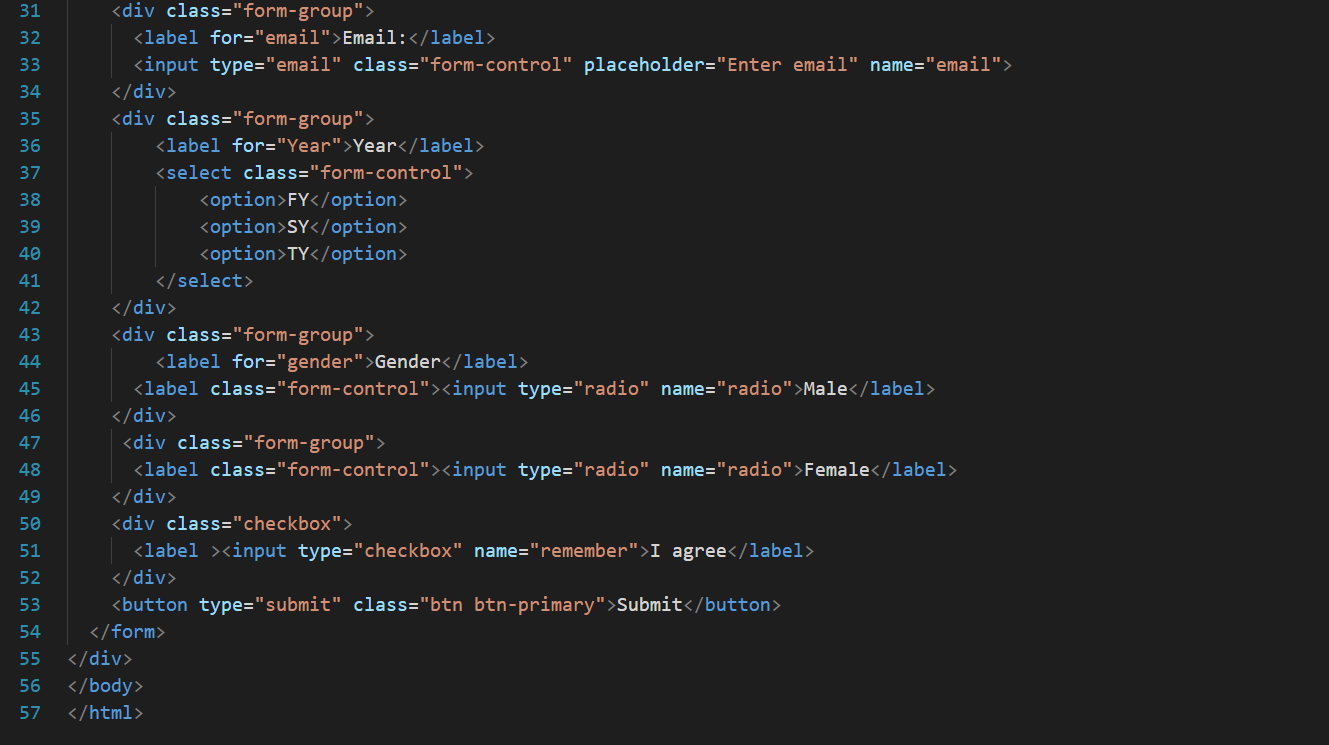 31 <div class="form-group">
32 <label for="email">Email:</label>
33 <input type="email" class="form-control" placeholder="Enter email" name="email">
34 </div>
35 <div class="form-group">
36 <label for="Year">Year</label>
37 <select class="form-control">
38 <option>FY</option>
39 <option>SY</option>
40 <option>TY</option>
41 </select>
42 </div>
43 <div class="form-group">
44 <label for="gender">Gender</label>
45 <label class="form-control"><input type="radio" name="radio">Male</label>
46 </div>
47 <div class="form-group">
48 <label class="form-control"><input type="radio" name="radio">Female</label>
49 </div>
50 <div class="checkbox">
51 <label ><input type="checkbox" name="remember">I agree</label>
52 </div>
53 <button type="submit" class="btn btn-primary">Submit</button>
54 </form>
55 </div>
56 </body>
57 </html>